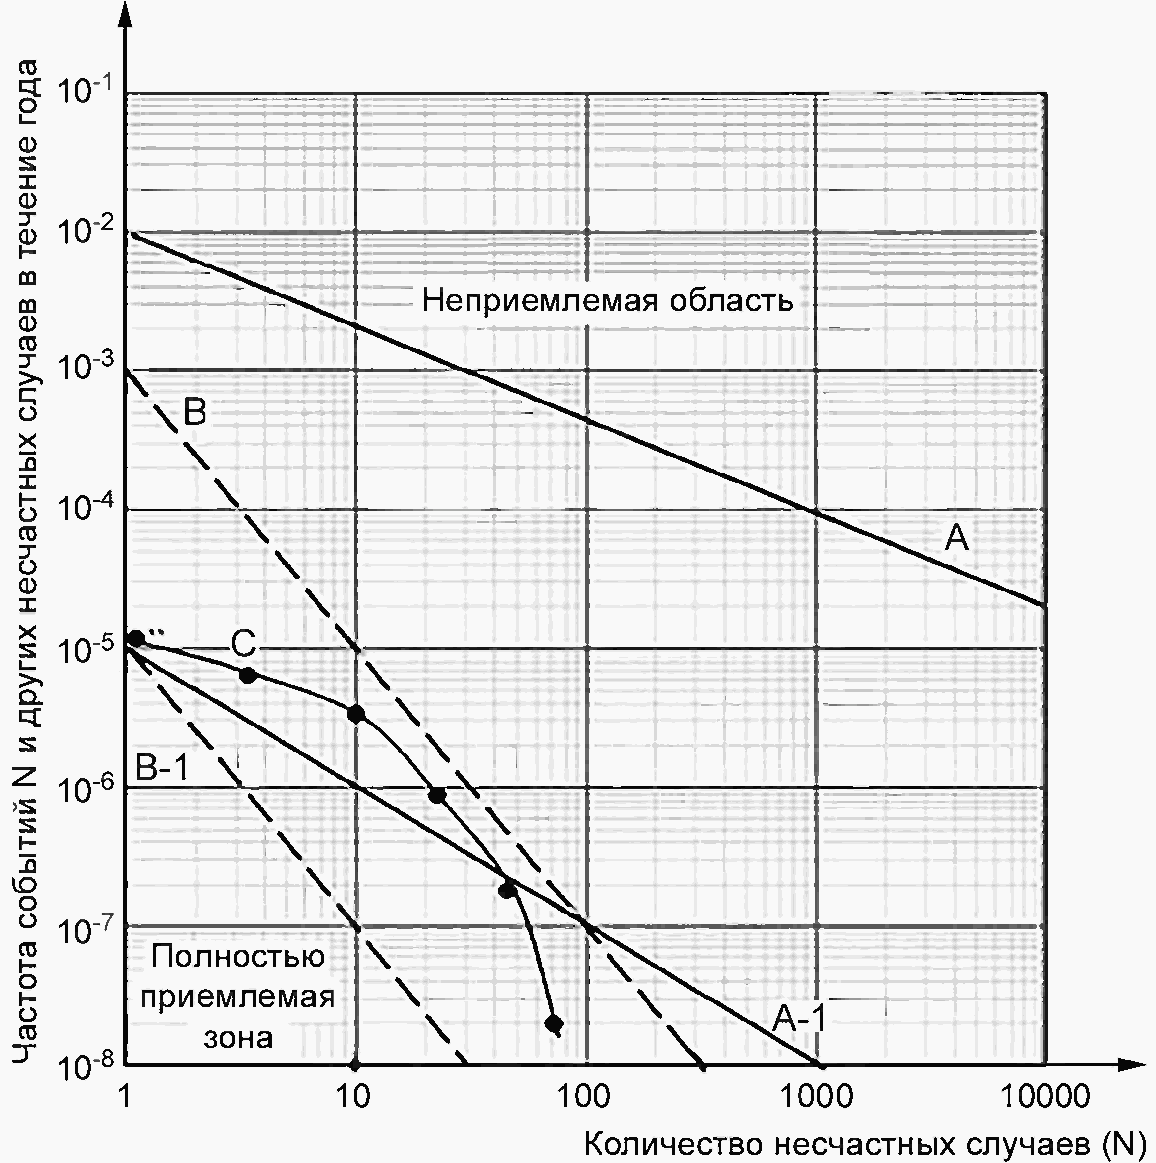 Частота событий N и других несчастных случаев в течение года
10-1
10-2
10-3
10-4
10-5
10-6
10-7
10-8
Неприемлемая область
B
A
C
B-1
Полностью
приемлемая
зона
A-1
1 10 100 1000 10000
Количество несчастных случаев (N)